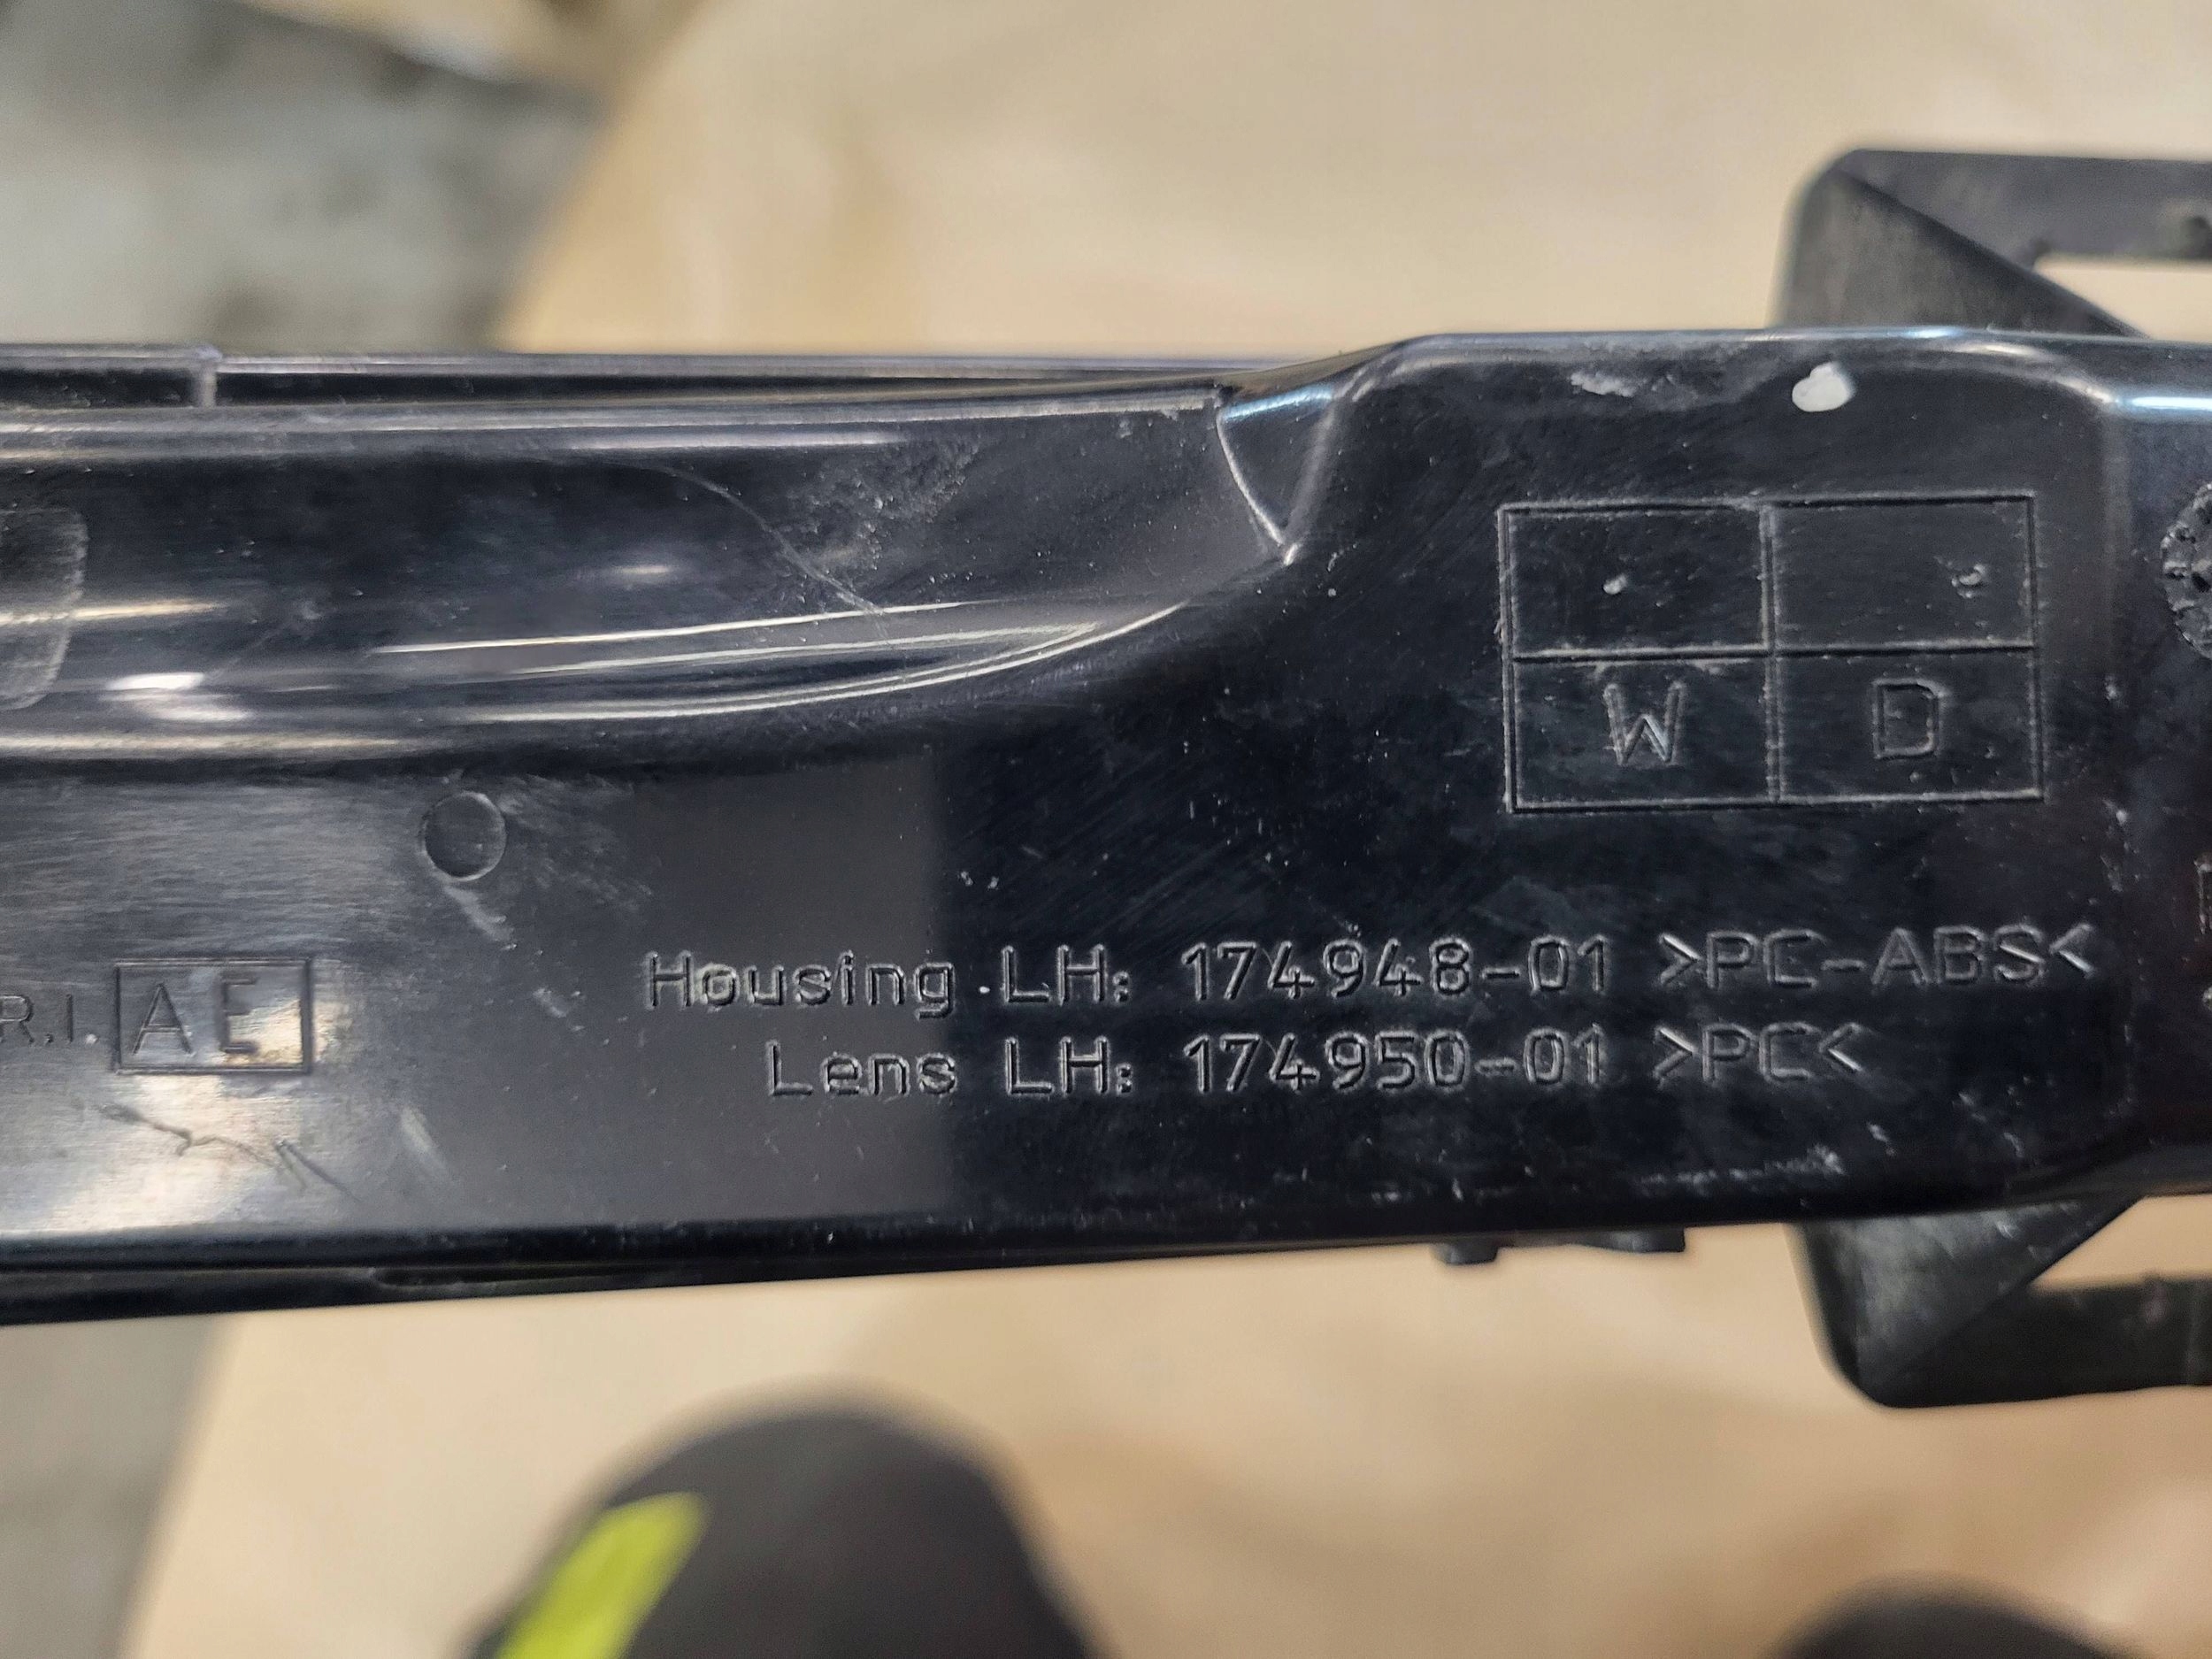 W D
R.I. AE
Housing LH: 174948-01 >PC-ABS<
Lens LH: 174950-01 >PC<